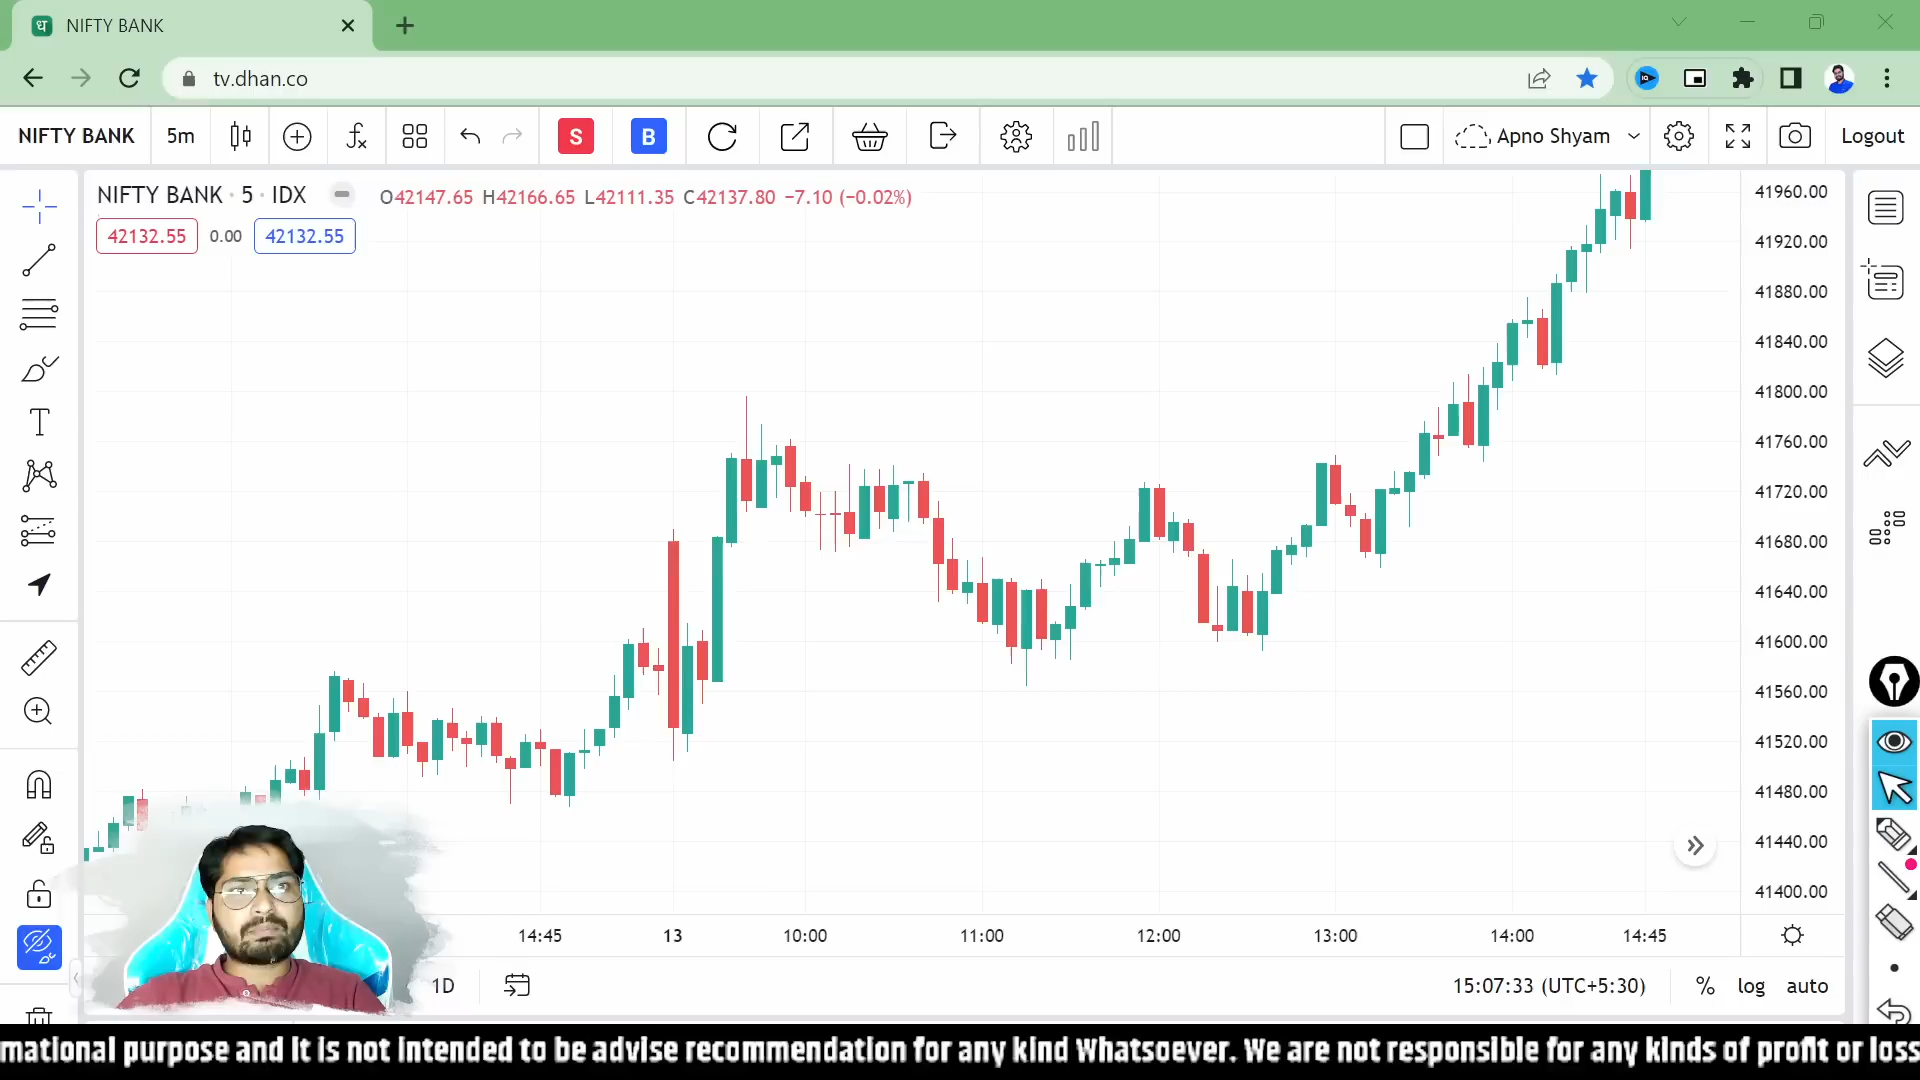 ध NIFTY BANK
tv.dhan.co
NIFTY BANK 5m S B Apno Shyam Logout
NIFTY BANK · 5 · IDX O42147.65 H42166.65 L42111.35 C42137.80 −7.10 (−0.02%)
42132.55 0.00 42132.55
41960.00
41920.00
41880.00
41840.00
41800.00
41760.00
41720.00
41680.00
41640.00
41600.00
41560.00
41520.00
41480.00
41440.00
41400.00
14:45 13 10:00 11:00 12:00 13:00 14:00 14:45
1D 15:07:33 (UTC+5:30) % log auto
mational purpose and it is not intended to be advise recommendation for any kind Whatsoever. We are not responsible for any kinds of profit or loss